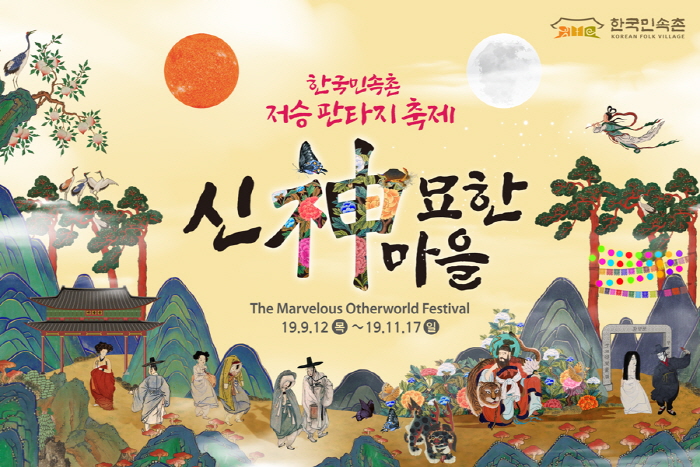 한국민속촌
KOREAN FOLK VILLAGE
한국민속촌
저승 판타지 축제
신神묘한
마을
The Marvelous Otherworld Festival
19.9.12 목 ~ 19.11.17 일